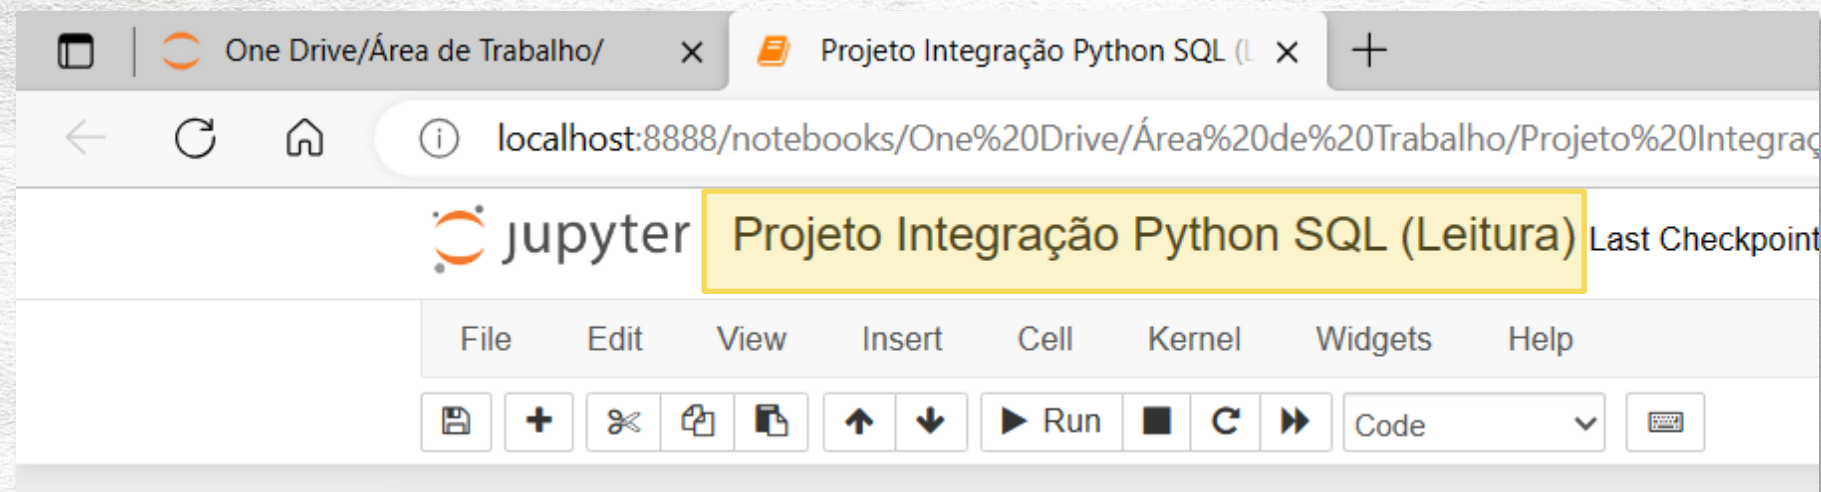 One Drive/Área de Trabalho/
Projeto Integração Python SQL (L
localhost:8888/notebooks/One%20Drive/Área%20de%20Trabalho/Projeto%20Integraç
jupyter Projeto Integração Python SQL (Leitura) Last Checkpoint
File Edit View Insert Cell Kernel Widgets Help
Run Code